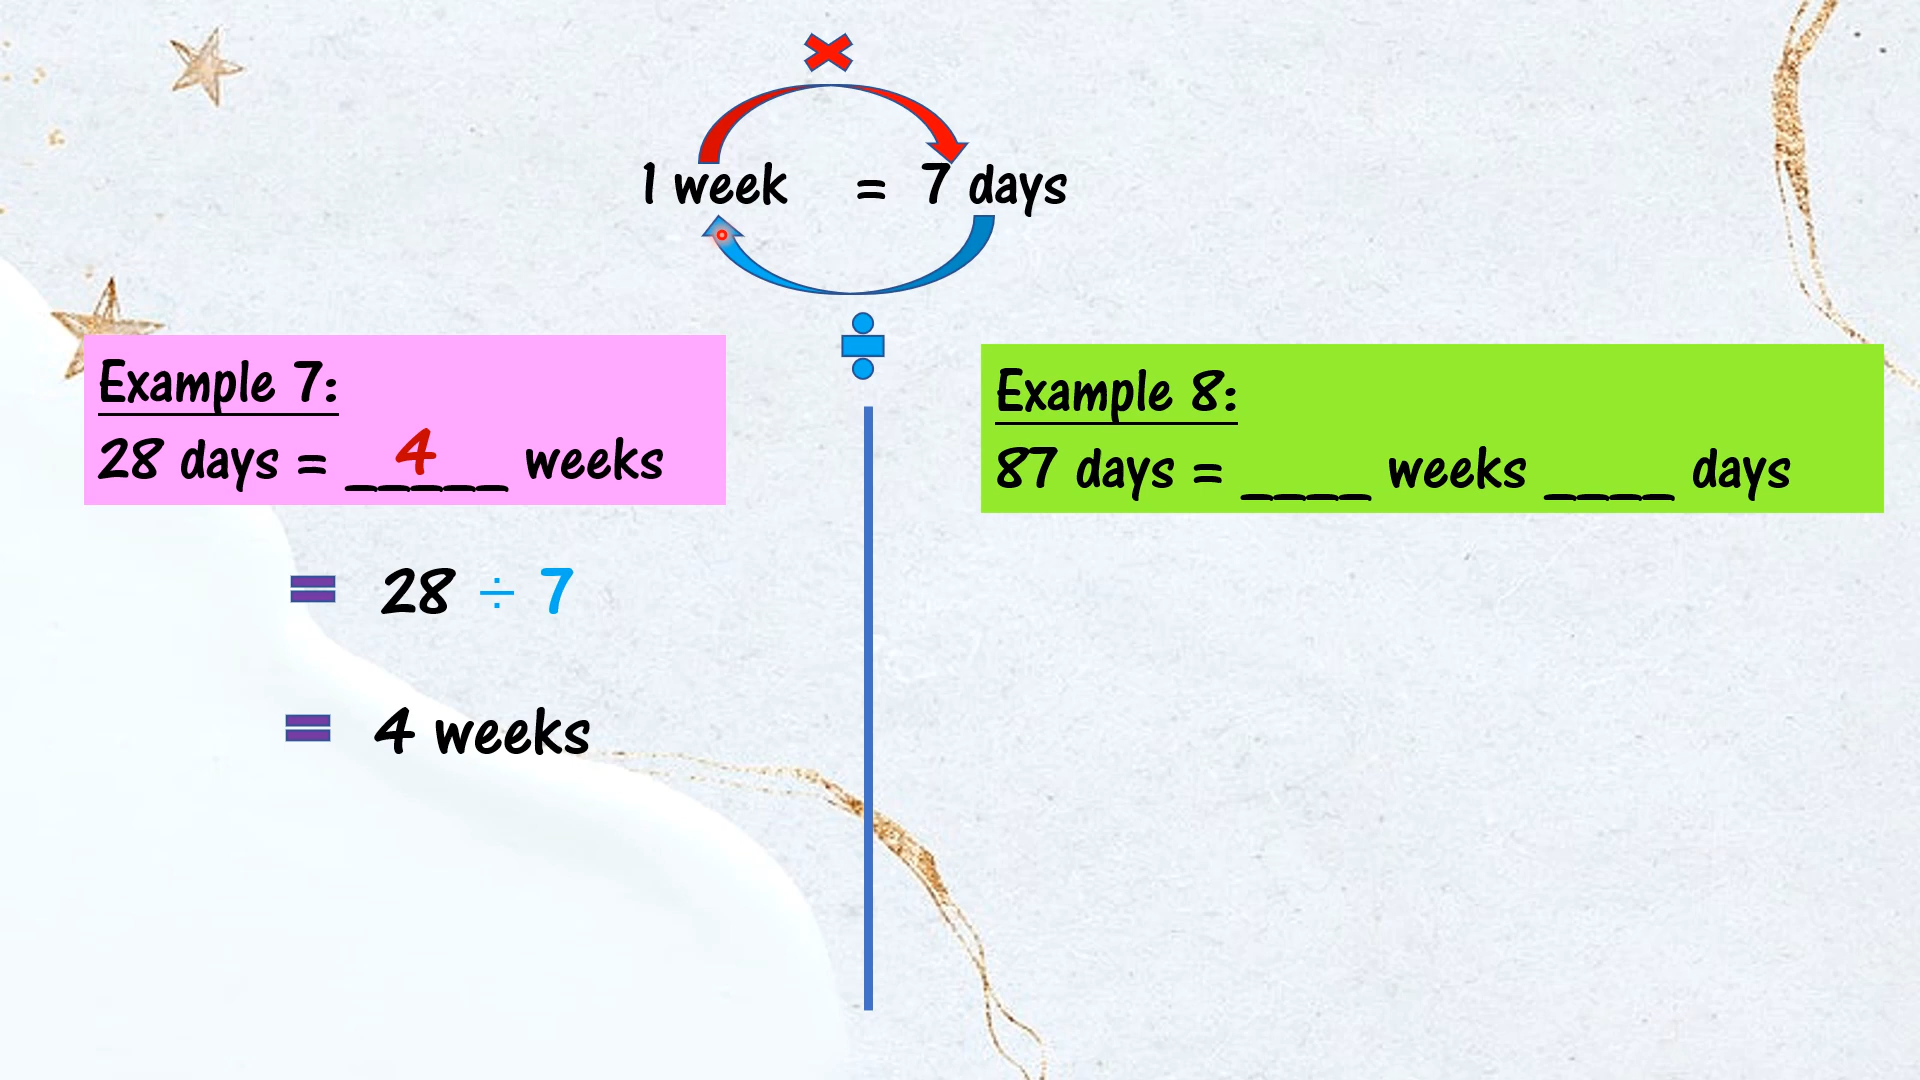 1 week = 7 days
Example 7:
28 days = __4___ weeks
= 28 ÷ 7
= 4 weeks
Example 8:
87 days = ____ weeks ____ days